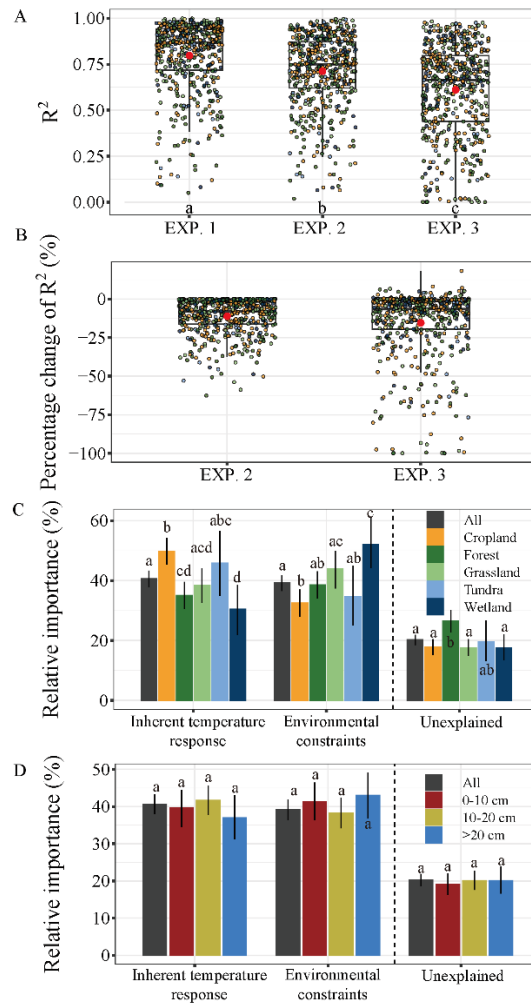 A
R²
1.00
0.75
0.50
0.25
0.00
a b c
EXP. 1 EXP. 2 EXP. 3
B
Percentage change of R² (%)
0
−25
−50
−75
−100
EXP. 2 EXP. 3
C
Relative importance (%)
60
40
20
0
a b cd acd abc d
a b ab ac ab c
a a b a ab a
All
Cropland
Forest
Grassland
Tundra
Wetland
Inherent temperature response
Environmental constraints
Unexplained
D
Relative importance (%)
50
40
30
20
10
0
a a a a
a a a a
a a a a
All
0-10 cm
10-20 cm
>20 cm
Inherent temperature response
Environmental constraints
Unexplained